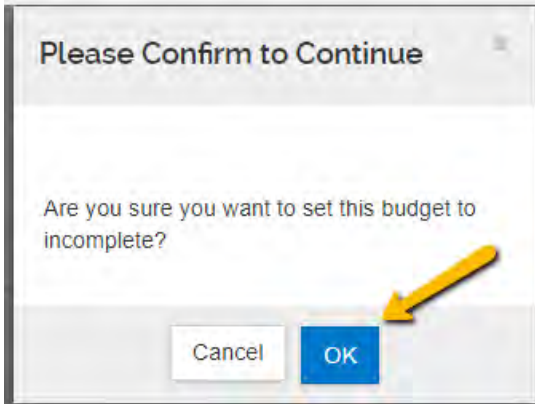 Please Confirm to Continue
Are you sure you want to set this budget to
incomplete?
Cancel
OK